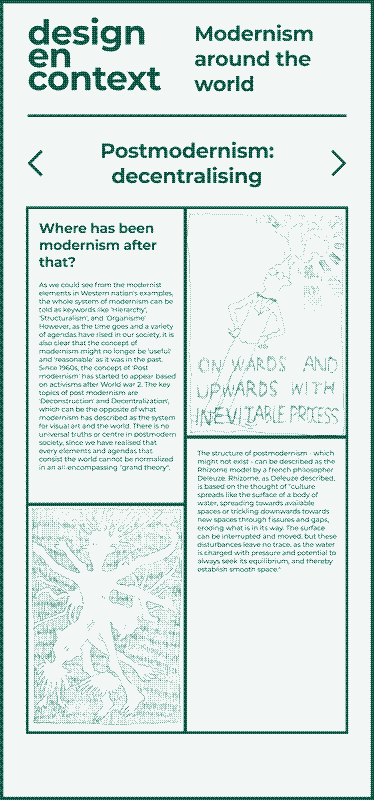 design
en
context
Modernism
around the
world
Postmodernism:
decentralising
Where has been
modernism after
that?
As we could see from the modernist
elements in Western nation's examples,
the whole system of modernism can be
told as keywords like 'Hierarchy',
'Structuralism', and 'Organisme'
However, as the time goes and a variety
of agendas have rised in our society, it is
also clear that the concept of
modernism might no longer be 'useful'
and 'reasonable' as it was in the past.
Since 1960s, the concept of 'Post
modernism' has started to appear based
on activisms after World war 2. The key
topics of post modernism are
'Deconstruction' and Decentralization',
which can be the opposite of what
modernism has described as the system
for visual art and the world. There is no
universal truths or centre in postmodern
society, since we have realised that
every elements and agendas that
consist the world cannot be normalized
in an all encompassing "grand theory".
ON WARDS AND
UPWARDS WITH
INEVITABLE PRICESS
The structure of postmodernism - which
might not exist - can be described as the
Rhizome model by a french philosopher
Deleuze. Rhizome, as Deleuze described,
is based on the thought of "culture
spreads like the surface of a body of
water, spreading towards available
spaces or trickling downwards towards
new spaces through fissures and gaps,
eroding what is in its way. The surface
can be interrupted and moved, but these
disturbances leave no trace, as the water
is charged with pressure and potential to
always seek its equilibrium, and thereby
establish smooth space."